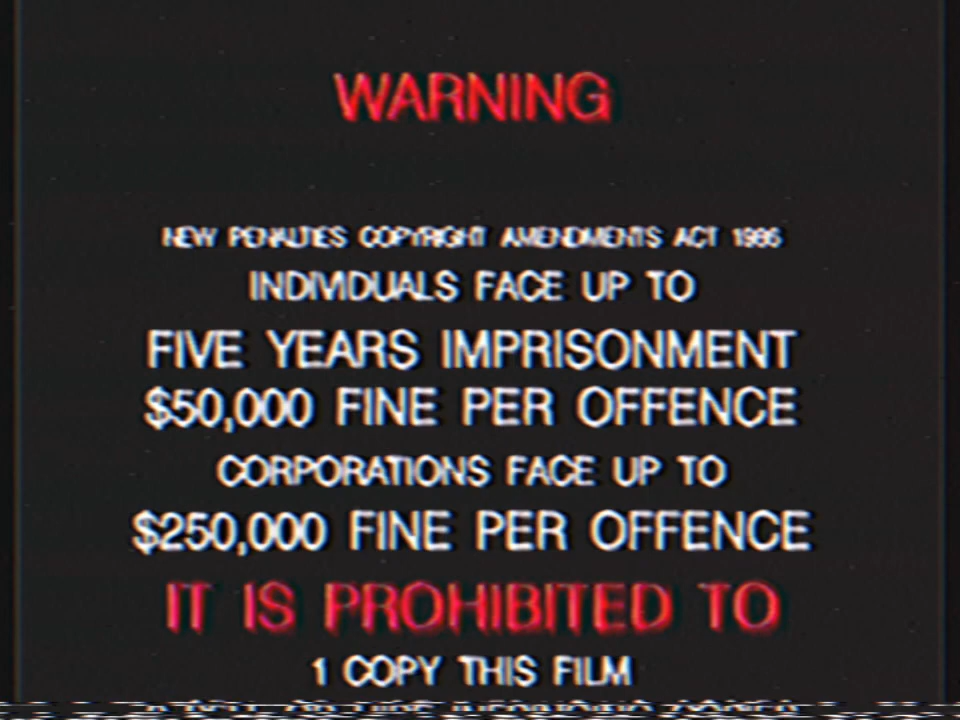 WARNING
NEW PENALTIES COPYRIGHT AMENDMENTS ACT 1986
INDIVIDUALS FACE UP TO
FIVE YEARS IMPRISONMENT
$50,000 FINE PER OFFENCE
CORPORATIONS FACE UP TO
$250,000 FINE PER OFFENCE
IT IS PROHIBITED TO
1 COPY THIS FILM